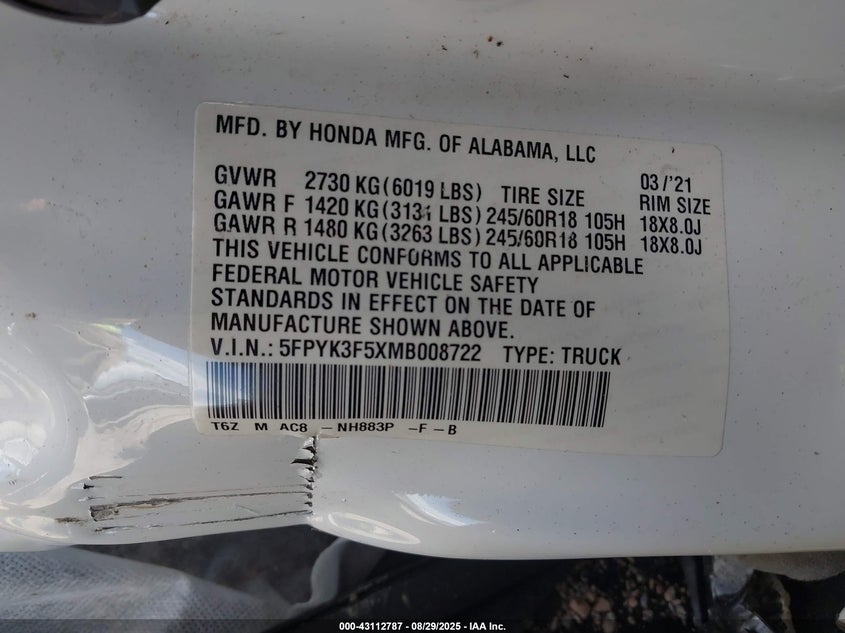 MFD. BY HONDA MFG. OF ALABAMA, LLC
GVWR 2730 KG(6019 LBS) TIRE SIZE 03/'21 RIM SIZE
GAWR F 1420 KG(3131 LBS) 245/60R18 105H 18X8.0J
GAWR R 1480 KG(3263 LBS) 245/60R18 105H 18X8.0J
THIS VEHICLE CONFORMS TO ALL APPLICABLE
FEDERAL MOTOR VEHICLE SAFETY
STANDARDS IN EFFECT ON THE DATE OF
MANUFACTURE SHOWN ABOVE.
V.I.N.: 5FPYK3F5XMB008722 TYPE: TRUCK
T6Z M AC8 -NH883P -F-B
000-43112787 - 08/29/2025 - IAA Inc.